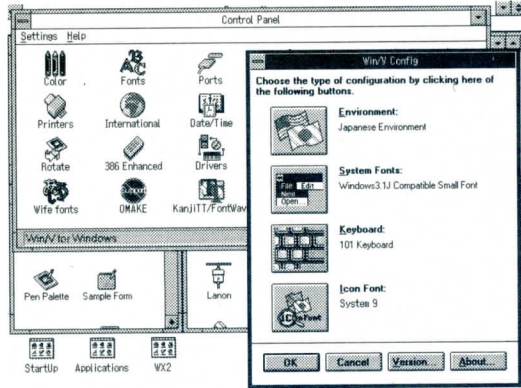 Control Panel
Settings Help
Color
Fonts
Ports
Printers
International
Date/Time
Rotate
386 Enhanced
Drivers
Wife fonts
OMAKE
KanjiTT/FontWav
Win/V for Windows
Pen Palette
Sample Form
Lanon
StartUp
Applications
WX2
Win/V Config
Choose the type of configuration by clicking here of
the following buttons.
Environment:
Japanese Environment
File Edit
New
Open...
System Fonts:
Windows3.1J Compatible Small Font
Keyboard:
101 Keyboard
Icon Font:
System 9
OK
Cancel
Version...
About...